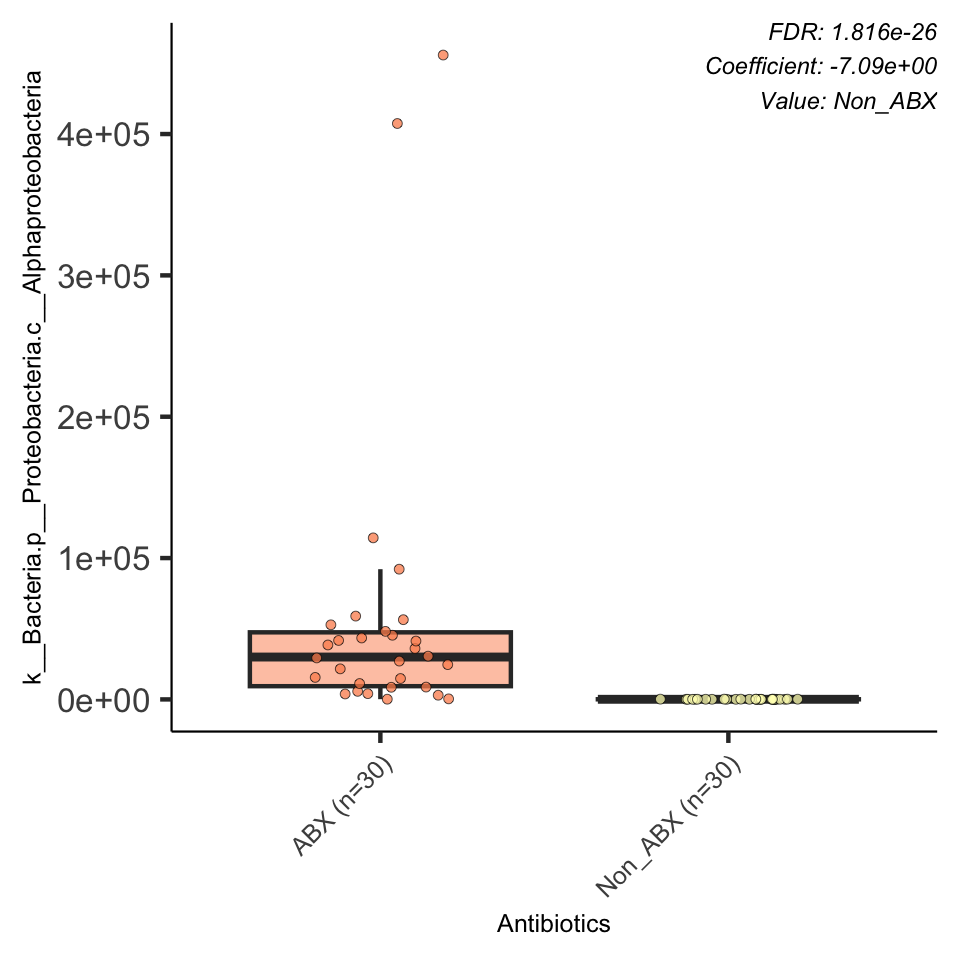 FDR: 1.816e-26
Coefficient: -7.09e+00
Value: Non_ABX
k__Bacteria.p__Proteobacteria.c__Alphaproteobacteria
4e+05
3e+05
2e+05
1e+05
0e+00
ABX (n=30)
Non_ABX (n=30)
Antibiotics